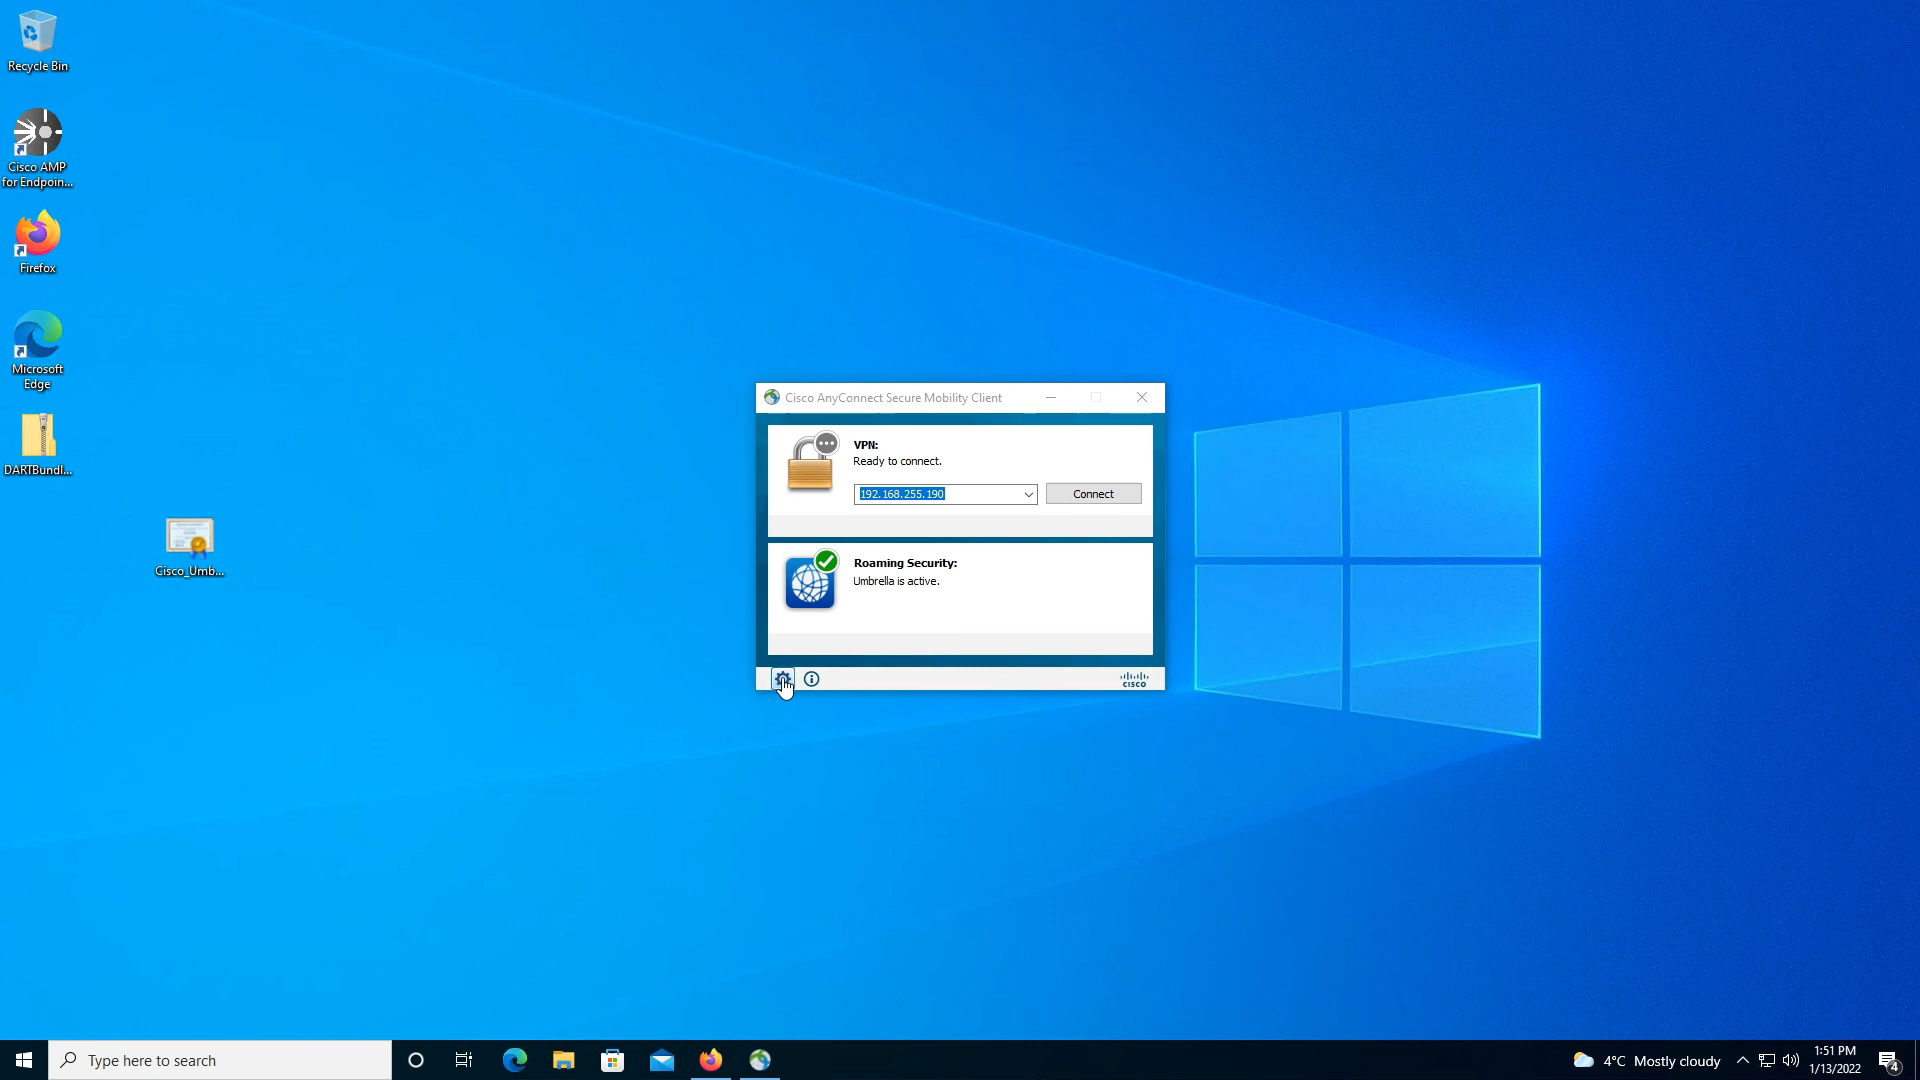 Recycle Bin
Cisco AMP
for Endpoin...
Firefox
Microsoft
Edge
DARTBundl...
Cisco_Umb...
Cisco AnyConnect Secure Mobility Client
VPN:
Ready to connect.
192.168.255.190
Connect
Roaming Security:
Umbrella is active.
cisco
Type here to search
4°C Mostly cloudy
1:51 PM
1/13/2022
4